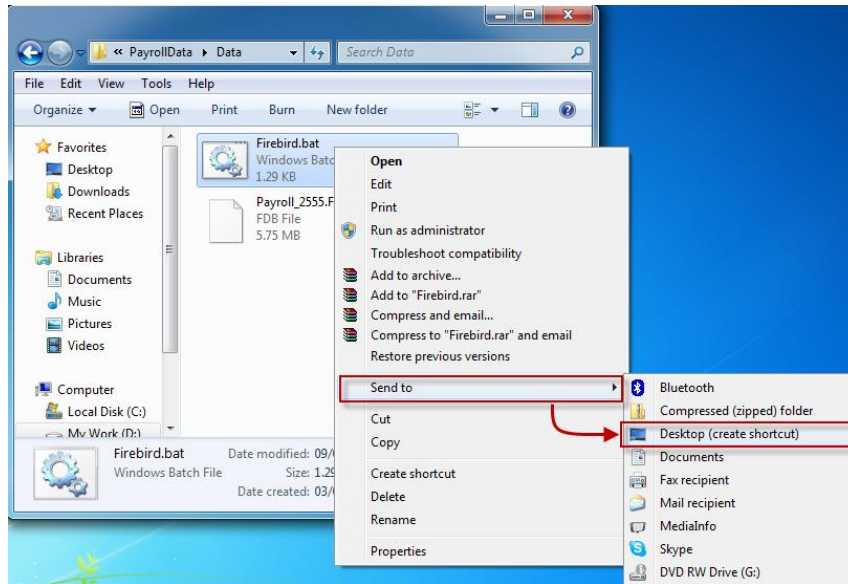 « PayrollData ▸ Data
Search Data
File Edit View Tools Help
Organize Open Print Burn New folder
Favorites
Desktop
Downloads
Recent Places
Libraries
Documents
Music
Pictures
Videos
Computer
Local Disk (C:)
My Work (D:)
Firebird.bat
Windows Batc
1.29 KB
Payroll_2555.F
FDB File
5.75 MB
Open
Edit
Print
Run as administrator
Troubleshoot compatibility
Add to archive...
Add to "Firebird.rar"
Compress and email...
Compress to "Firebird.rar" and email
Restore previous versions
Send to
Cut
Copy
Create shortcut
Delete
Rename
Properties
Bluetooth
Compressed (zipped) folder
Desktop (create shortcut)
Documents
Fax recipient
Mail recipient
MediaInfo
Skype
DVD RW Drive (G:)
Firebird.bat Date modified: 09/
Windows Batch File Size: 1.29
Date created: 03/